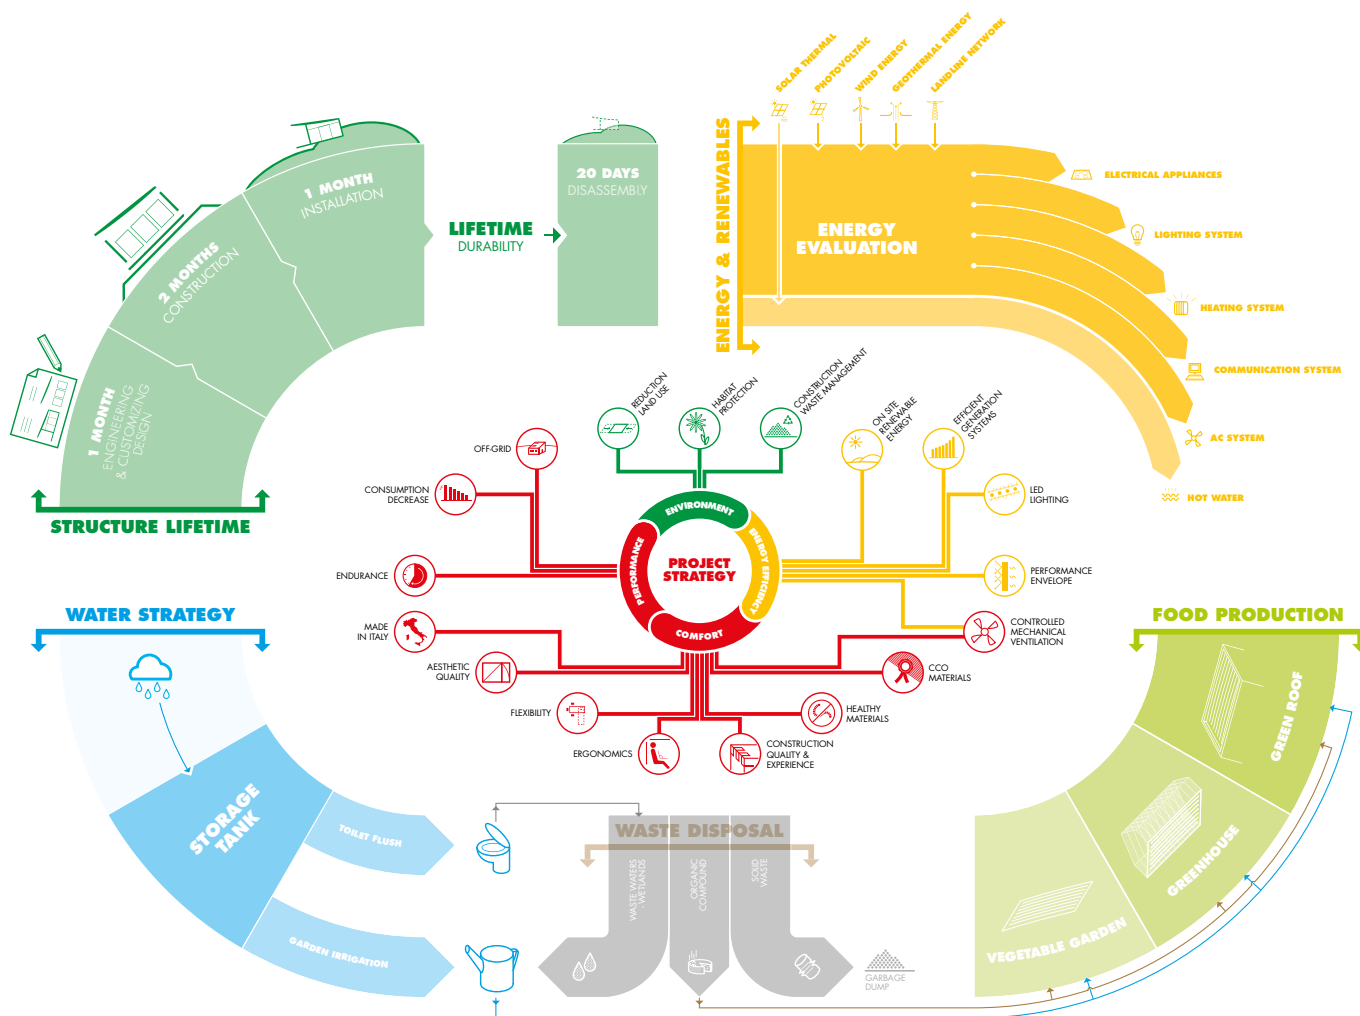 SOLAR THERMAL
PHOTOVOLTAIC
WIND ENERGY
GEOTHERMAL ENERGY
LANDLINE NETWORK
1 MONTH
INSTALLATION
2 MONTHS
CONSTRUCTION
1 MONTH
ENGINEERING
& CUSTOMIZING
DESIGN
LIFETIME
DURABILITY
20 DAYS
DISASSEMBLY
STRUCTURE LIFETIME
ENERGY & RENEWABLES
ENERGY
EVALUATION
ELECTRICAL APPLIANCES
LIGHTING SYSTEM
HEATING SYSTEM
COMMUNICATION SYSTEM
AC SYSTEM
HOT WATER
REDUCTION
LAND USE
HABITAT
PROTECTION
CONSTRUCTION
WASTE MANAGEMENT
ON SITE
RENEWABLE
ENERGY
EFFICIENT
GENERATION
SYSTEMS
OFF-GRID
CONSUMPTION
DECREASE
ENDURANCE
MADE
IN ITALY
AESTHETIC
QUALITY
FLEXIBILITY
ERGONOMICS
CONSTRUCTION
QUALITY &
EXPERIENCE
HEALTHY
MATERIALS
CCO
MATERIALS
CONTROLLED
MECHANICAL
VENTILATION
PERFORMANCE
ENVELOPE
LED
LIGHTING
ENVIRONMENT
ENERGY EFFICIENCY
COMFORT
PERFORMANCE
PROJECT
STRATEGY
WATER STRATEGY
STORAGE
TANK
TOILET FLUSH
GARDEN IRRIGATION
WASTE DISPOSAL
WASTE WATERS
- WETLANDS
ORGANIC
COMPOUND
SOLID
WASTE
GARBAGE
DUMP
FOOD PRODUCTION
GREEN ROOF
GREENHOUSE
VEGETABLE GARDEN